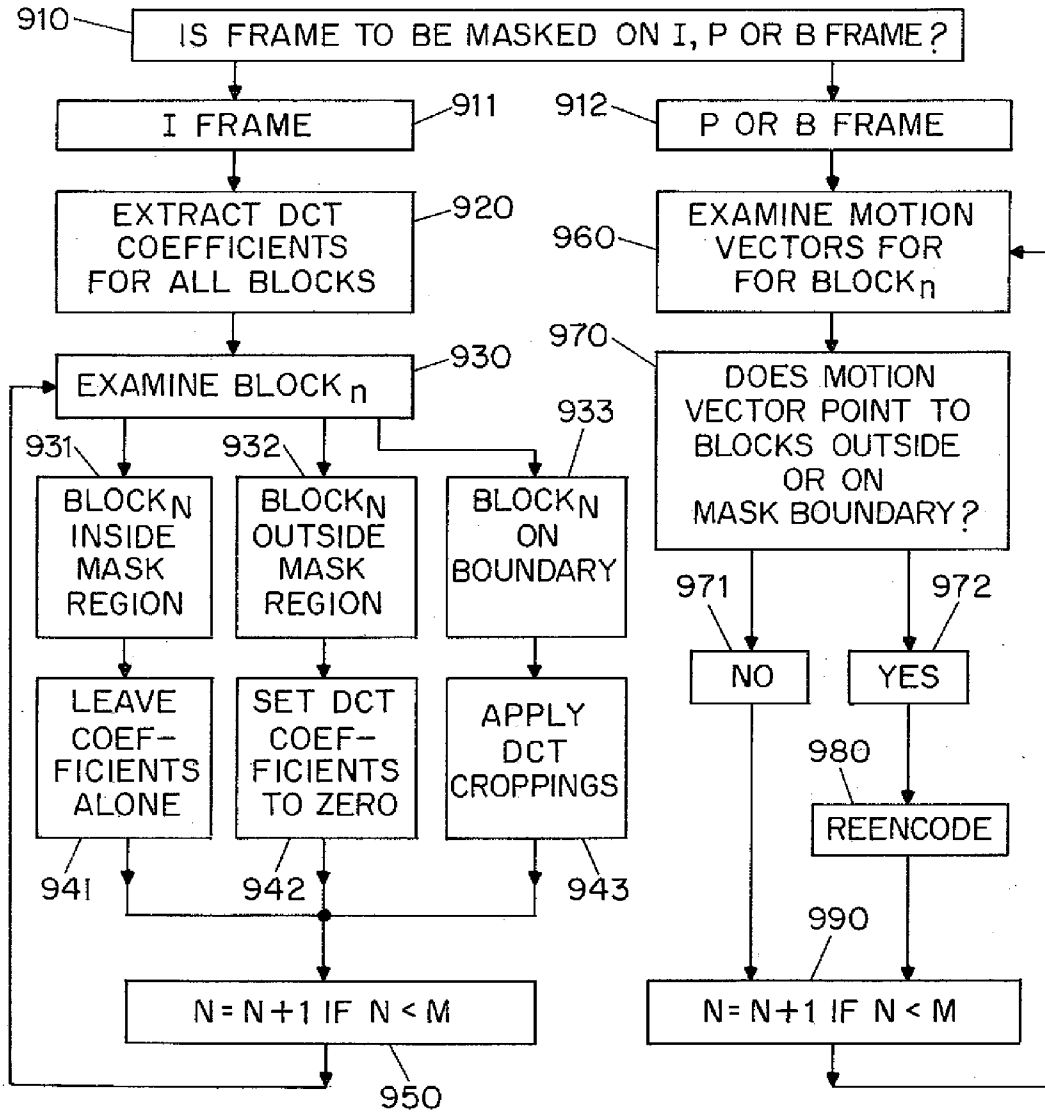 910
IS FRAME TO BE MASKED ON I, P OR B FRAME?
911
I FRAME
912
P OR B FRAME
EXTRACT DCT
COEFFICIENTS
FOR ALL BLOCKS
920
960
EXAMINE MOTION
VECTORS FOR
FOR BLOCKn
930
EXAMINE BLOCKn
970
DOES MOTION
VECTOR POINT TO
BLOCKS OUTSIDE
OR ON
MASK BOUNDARY?
931
BLOCKN
INSIDE
MASK
REGION
932
BLOCKN
OUTSIDE
MASK
REGION
933
BLOCKN
ON
BOUNDARY
971
NO
972
YES
LEAVE
COEF-
FICIENTS
ALONE
941
SET DCT
COEF-
FICIENTS
TO ZERO
942
APPLY
DCT
CROPPINGS
943
980
REENCODE
990
N=N+1 IF N<M
N=N+1 IF N<M
950